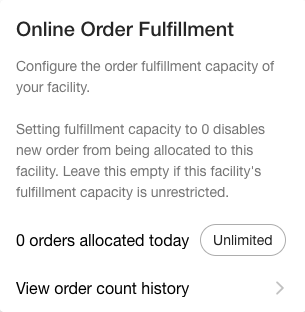 Online Order Fulfillment
Configure the order fulfillment capacity of
your facility.
Setting fulfillment capacity to 0 disables
new order from being allocated to this
facility. Leave this empty if this facility's
fulfillment capacity is unrestricted.
0 orders allocated today Unlimited
View order count history